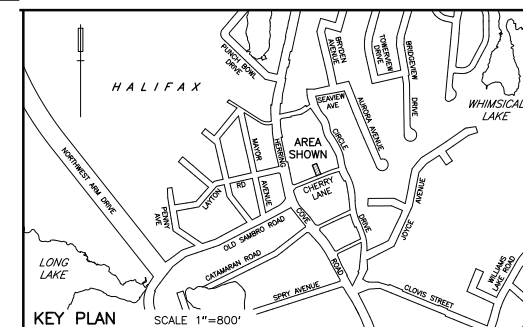 PUNCH BOWL
DRIVE
BRYDEN
AVENUE
TOWERVIEW
DRIVE
BRIDGEVIEW
DRIVE
HALIFAX
SEAVIEW
AVE
AURORA AVENUE
WHIMSICAL
LAKE
NORTHWEST ARM DRIVE
MAYOR
AVENUE
HERRING
COVE
ROAD
AREA
SHOWN
CIRCLE
DRIVE
CHERRY
LANE
PENNY
AVE
LAYTON
RD
JOYCE
AVENUE
OLD SAMBRO ROAD
CATAMARAN ROAD
LONG
LAKE
WILLIAMS
LAKE ROAD
SPRY AVENUE
CLOVIS STREET
KEY PLAN
SCALE 1"=800'